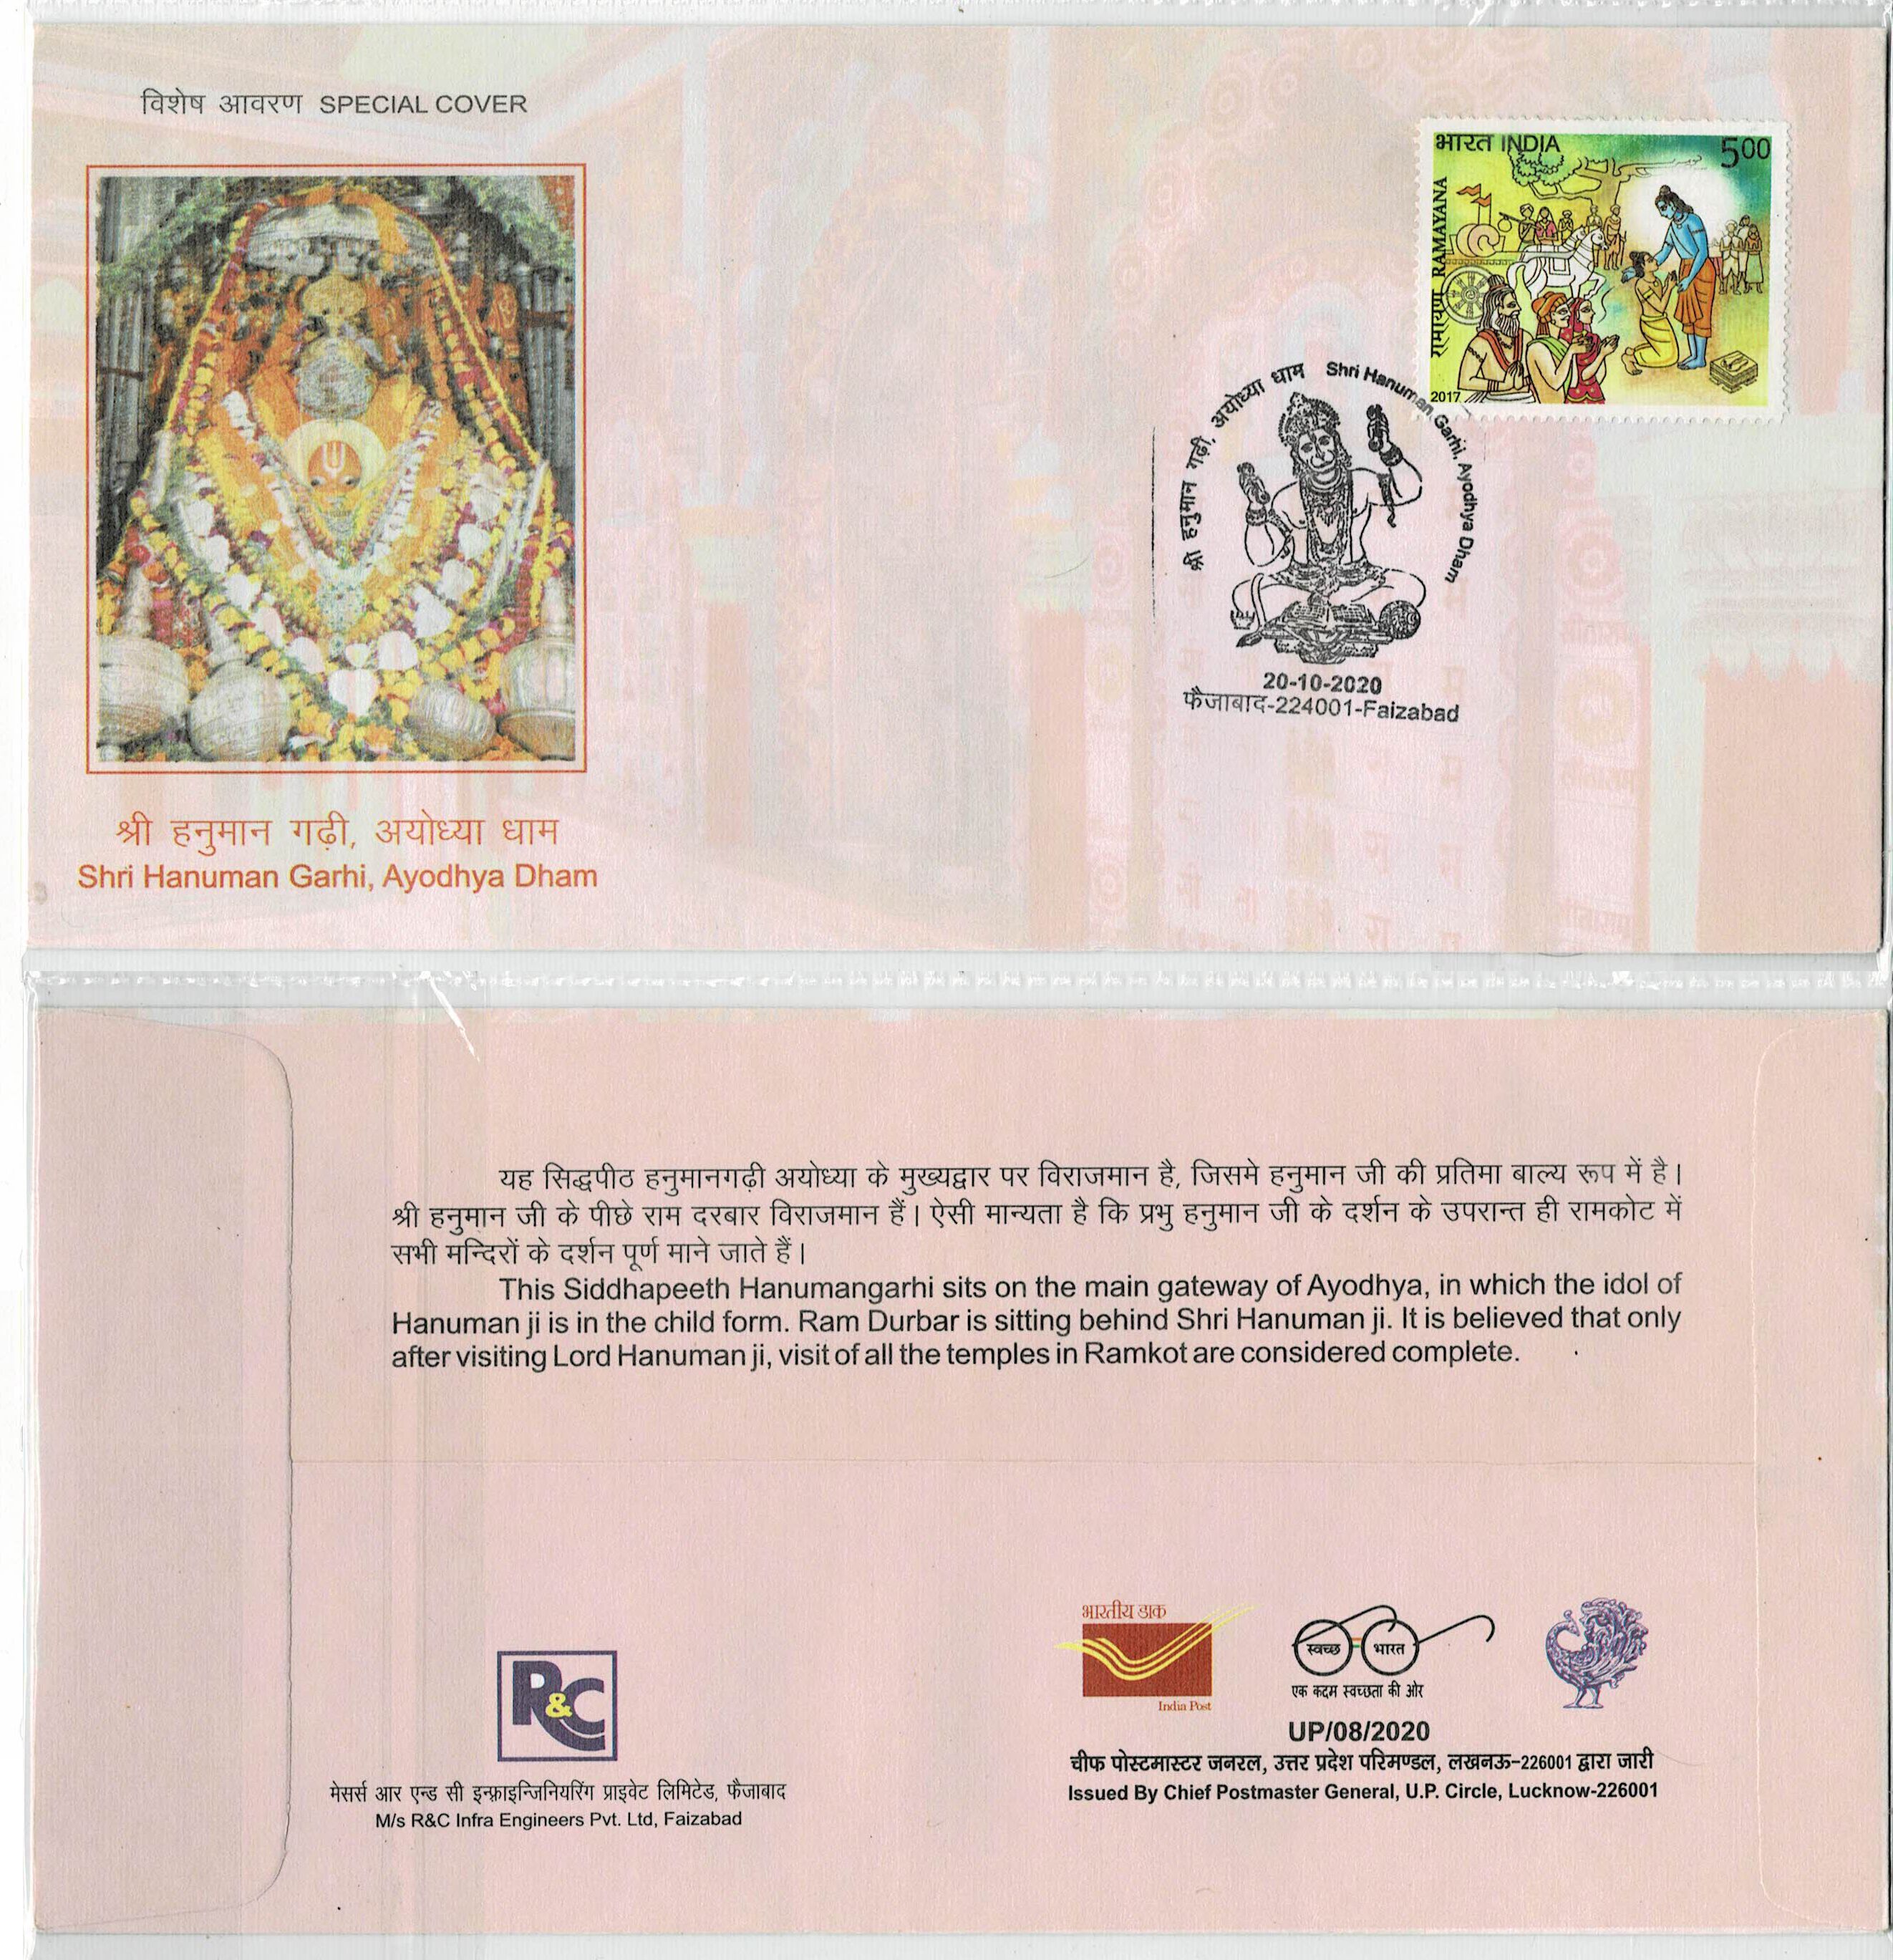 विशेष आवरण SPECIAL COVER
भारत INDIA
500
रामायण RAMAYANA
2017
श्री हनुमान गढ़ी, अयोध्या धाम Shri Hanuman Garhi, Ayodhya Dham
20-10-2020
फैजाबाद-224001-Faizabad
श्री हनुमान गढ़ी, अयोध्या धाम
Shri Hanuman Garhi, Ayodhya Dham
यह सिद्धपीठ हनुमानगढ़ी अयोध्या के मुख्यद्वार पर विराजमान है, जिसमे हनुमान जी की प्रतिमा बाल्य रूप में है।
श्री हनुमान जी के पीछे राम दरबार विराजमान हैं। ऐसी मान्यता है कि प्रभु हनुमान जी के दर्शन के उपरान्त ही रामकोट में
सभी मन्दिरों के दर्शन पूर्ण माने जाते हैं।
This Siddhapeeth Hanumangarhi sits on the main gateway of Ayodhya, in which the idol of
Hanuman ji is in the child form. Ram Durbar is sitting behind Shri Hanuman ji. It is believed that only
after visiting Lord Hanuman ji, visit of all the temples in Ramkot are considered complete.
R&C
मेसर्स आर एन्ड सी इन्फ्राइन्जिनियरिंग प्राइवेट लिमिटेड, फैजाबाद
M/s R&C Infra Engineers Pvt. Ltd, Faizabad
भारतीय डाक
India Post
स्वच्छ भारत
एक कदम स्वच्छता की ओर
UP/08/2020
चीफ पोस्टमास्टर जनरल, उत्तर प्रदेश परिमण्डल, लखनऊ-226001 द्वारा जारी
Issued By Chief Postmaster General, U.P. Circle, Lucknow-226001